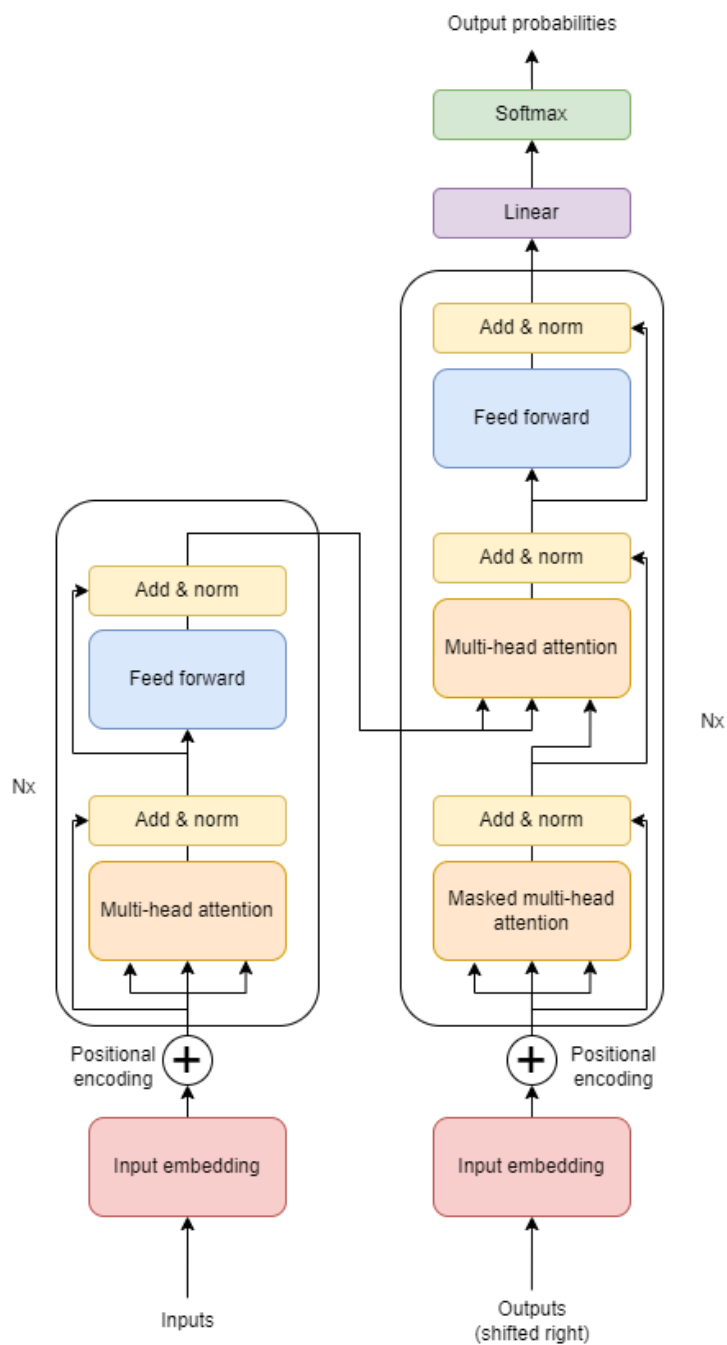 Output probabilities
Softmax
Linear
Add & norm
Feed forward
Add & norm
Multi-head attention
Nx
Add & norm
Masked multi-head
attention
Positional
encoding
Input embedding
Outputs
(shifted right)
Add & norm
Feed forward
Nx
Add & norm
Multi-head attention
Positional
encoding
Input embedding
Inputs